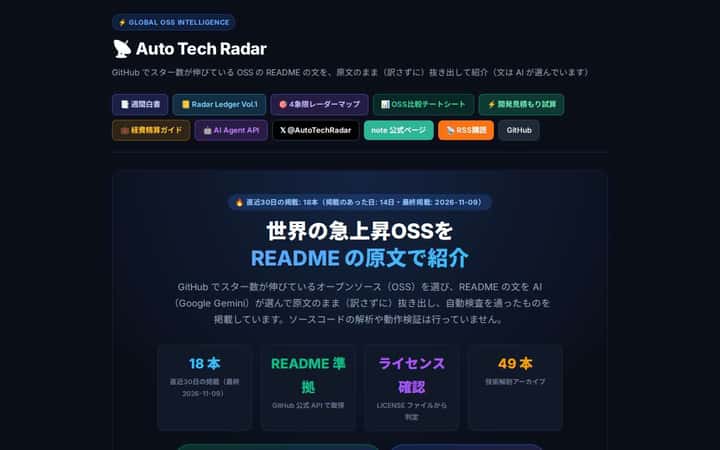 ⚡ GLOBAL OSS INTELLIGENCE
📡 Auto Tech Radar
GitHub でスター数が伸びている OSS の README の文を、原文のまま（訳さずに）抜き出して紹介（文は AI が選んでいます）
📑 週間白書
📒 Radar Ledger Vol.1
🎯 4象限レーダーマップ
📊 OSS比較チートシート
⚡ 開発見積もり試算
💼 経費精算ガイド
🤖 AI Agent API
𝕏 @AutoTechRadar
note 公式ページ
📡 RSS購読
GitHub
🔥 直近30日の掲載: 18本（掲載のあった日: 14日・最終掲載: 2026-11-09）
世界の急上昇OSSを
README の原文で紹介
GitHub でスター数が伸びているオープンソース（OSS）を選び、README の文を AI
（Google Gemini）が選んで原文のまま（訳さずに）抜き出し、自動検査を通ったものを
掲載しています。ソースコードの解析や動作検証は行っていません。
18 本
直近30日の掲載（最終
2026-11-09）
README 準
拠
GitHub 公式 API で取得
ライセンス
確認
LICENSE ファイルから
判定
49 本
技術解剖アーカイブ